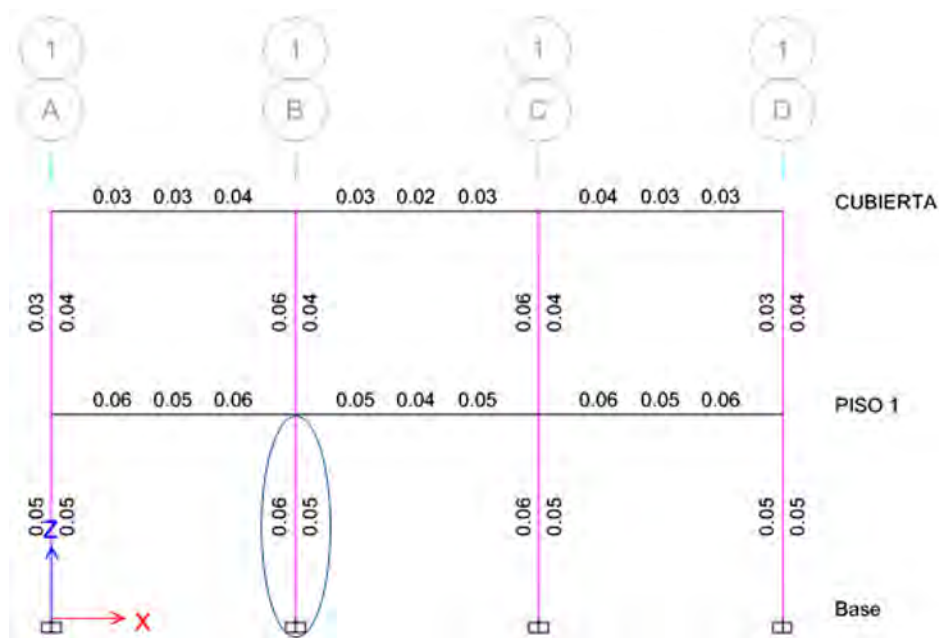 1 1 1 1
A B C D
0.03 0.03 0.04 0.03 0.02 0.03 0.04 0.03 0.03 CUBIERTA
0.03 0.04 0.06 0.04 0.06 0.04 0.03 0.04
0.06 0.05 0.06 0.05 0.04 0.05 0.06 0.05 0.06 PISO 1
0.05 0.05 0.06 0.05 0.06 0.05 0.05 0.05
Z
X
Base